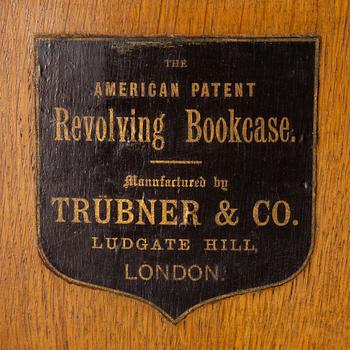 THE
AMERICAN PATENT
Revolving Bookcase.
Manufactured by
TRÜBNER & CO.
LUDGATE HILL,
LONDON.